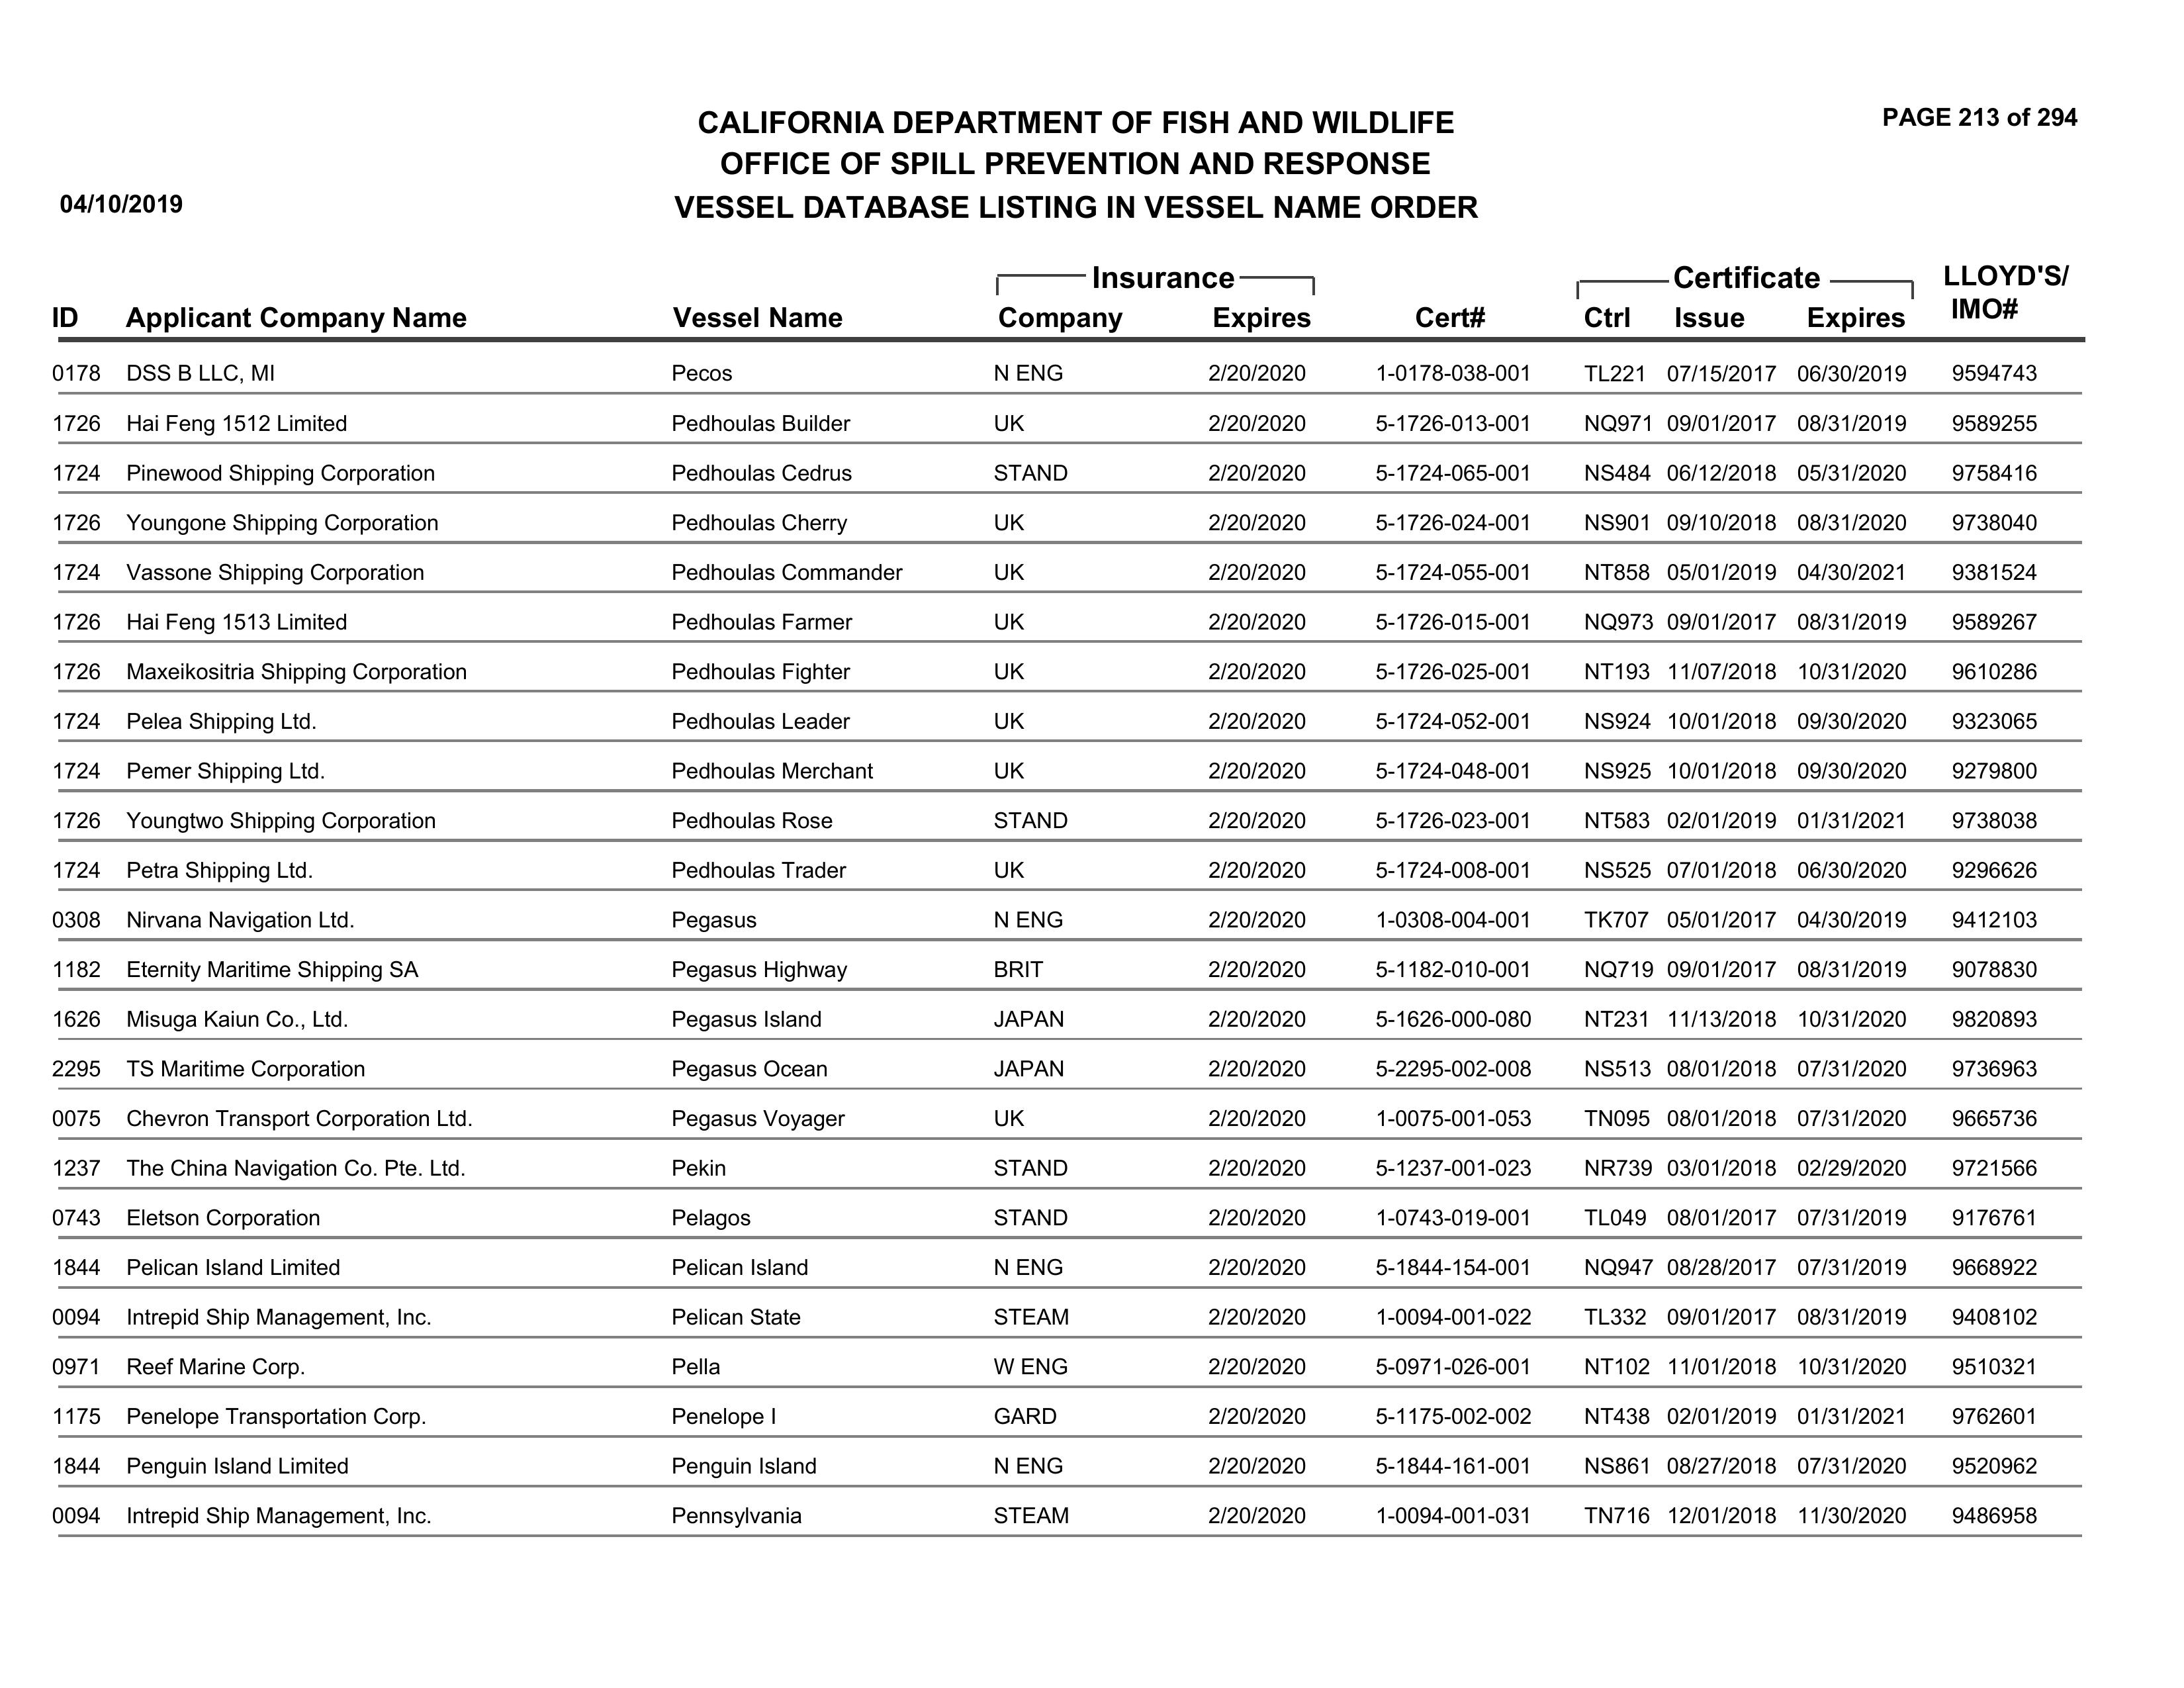 PAGE 213 of 294
CALIFORNIA DEPARTMENT OF FISH AND WILDLIFE
OFFICE OF SPILL PREVENTION AND RESPONSE
04/10/2019 VESSEL DATABASE LISTING IN VESSEL NAME ORDER
Insurance Certificate LLOYD'S/
ID Applicant Company Name Vessel Name Company Expires Cert# Ctrl Issue Expires IMO#
0178 DSS B LLC, MI Pecos N ENG 2/20/2020 1-0178-038-001 TL221 07/15/2017 06/30/2019 9594743
1726 Hai Feng 1512 Limited Pedhoulas Builder UK 2/20/2020 5-1726-013-001 NQ971 09/01/2017 08/31/2019 9589255
1724 Pinewood Shipping Corporation Pedhoulas Cedrus STAND 2/20/2020 5-1724-065-001 NS484 06/12/2018 05/31/2020 9758416
1726 Youngone Shipping Corporation Pedhoulas Cherry UK 2/20/2020 5-1726-024-001 NS901 09/10/2018 08/31/2020 9738040
1724 Vassone Shipping Corporation Pedhoulas Commander UK 2/20/2020 5-1724-055-001 NT858 05/01/2019 04/30/2021 9381524
1726 Hai Feng 1513 Limited Pedhoulas Farmer UK 2/20/2020 5-1726-015-001 NQ973 09/01/2017 08/31/2019 9589267
1726 Maxeikositria Shipping Corporation Pedhoulas Fighter UK 2/20/2020 5-1726-025-001 NT193 11/07/2018 10/31/2020 9610286
1724 Pelea Shipping Ltd. Pedhoulas Leader UK 2/20/2020 5-1724-052-001 NS924 10/01/2018 09/30/2020 9323065
1724 Pemer Shipping Ltd. Pedhoulas Merchant UK 2/20/2020 5-1724-048-001 NS925 10/01/2018 09/30/2020 9279800
1726 Youngtwo Shipping Corporation Pedhoulas Rose STAND 2/20/2020 5-1726-023-001 NT583 02/01/2019 01/31/2021 9738038
1724 Petra Shipping Ltd. Pedhoulas Trader UK 2/20/2020 5-1724-008-001 NS525 07/01/2018 06/30/2020 9296626
0308 Nirvana Navigation Ltd. Pegasus N ENG 2/20/2020 1-0308-004-001 TK707 05/01/2017 04/30/2019 9412103
1182 Eternity Maritime Shipping SA Pegasus Highway BRIT 2/20/2020 5-1182-010-001 NQ719 09/01/2017 08/31/2019 9078830
1626 Misuga Kaiun Co., Ltd. Pegasus Island JAPAN 2/20/2020 5-1626-000-080 NT231 11/13/2018 10/31/2020 9820893
2295 TS Maritime Corporation Pegasus Ocean JAPAN 2/20/2020 5-2295-002-008 NS513 08/01/2018 07/31/2020 9736963
0075 Chevron Transport Corporation Ltd. Pegasus Voyager UK 2/20/2020 1-0075-001-053 TN095 08/01/2018 07/31/2020 9665736
1237 The China Navigation Co. Pte. Ltd. Pekin STAND 2/20/2020 5-1237-001-023 NR739 03/01/2018 02/29/2020 9721566
0743 Eletson Corporation Pelagos STAND 2/20/2020 1-0743-019-001 TL049 08/01/2017 07/31/2019 9176761
1844 Pelican Island Limited Pelican Island N ENG 2/20/2020 5-1844-154-001 NQ947 08/28/2017 07/31/2019 9668922
0094 Intrepid Ship Management, Inc. Pelican State STEAM 2/20/2020 1-0094-001-022 TL332 09/01/2017 08/31/2019 9408102
0971 Reef Marine Corp. Pella W ENG 2/20/2020 5-0971-026-001 NT102 11/01/2018 10/31/2020 9510321
1175 Penelope Transportation Corp. Penelope I GARD 2/20/2020 5-1175-002-002 NT438 02/01/2019 01/31/2021 9762601
1844 Penguin Island Limited Penguin Island N ENG 2/20/2020 5-1844-161-001 NS861 08/27/2018 07/31/2020 9520962
0094 Intrepid Ship Management, Inc. Pennsylvania STEAM 2/20/2020 1-0094-001-031 TN716 12/01/2018 11/30/2020 9486958